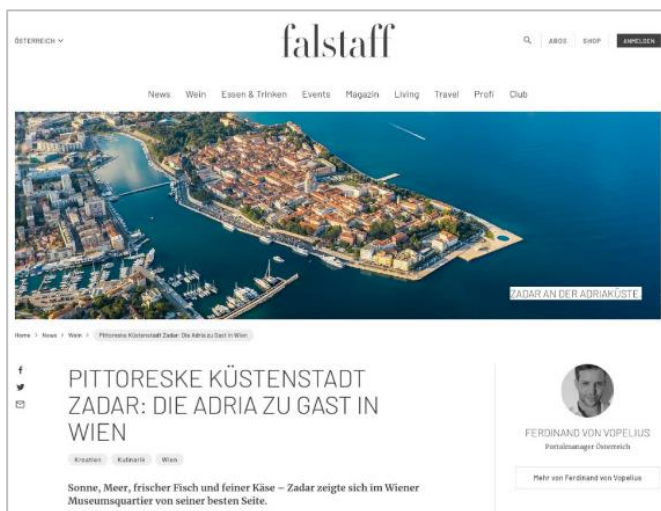 ÖSTERREICH
falstaff
ABOS
SHOP
ANMELDEN
News Wein Essen & Trinken Events Magazin Living Travel Profi Club
ZADAR AN DER ADRIAKÜSTE
Home > News > Wein > Pittoreske Küstenstadt Zadar: Die Adria zu Gast in Wien
PITTORESKE KÜSTENSTADT
ZADAR: DIE ADRIA ZU GAST IN
WIEN
Kroatien Kulinarik Wien
Sonne, Meer, frischer Fisch und feiner Käse – Zadar zeigte sich im Wiener
Museumsquartier von seiner besten Seite.
FERDINAND VON VOPELIUS
Portalmanager Österreich
Mehr von Ferdinand von Vopelius